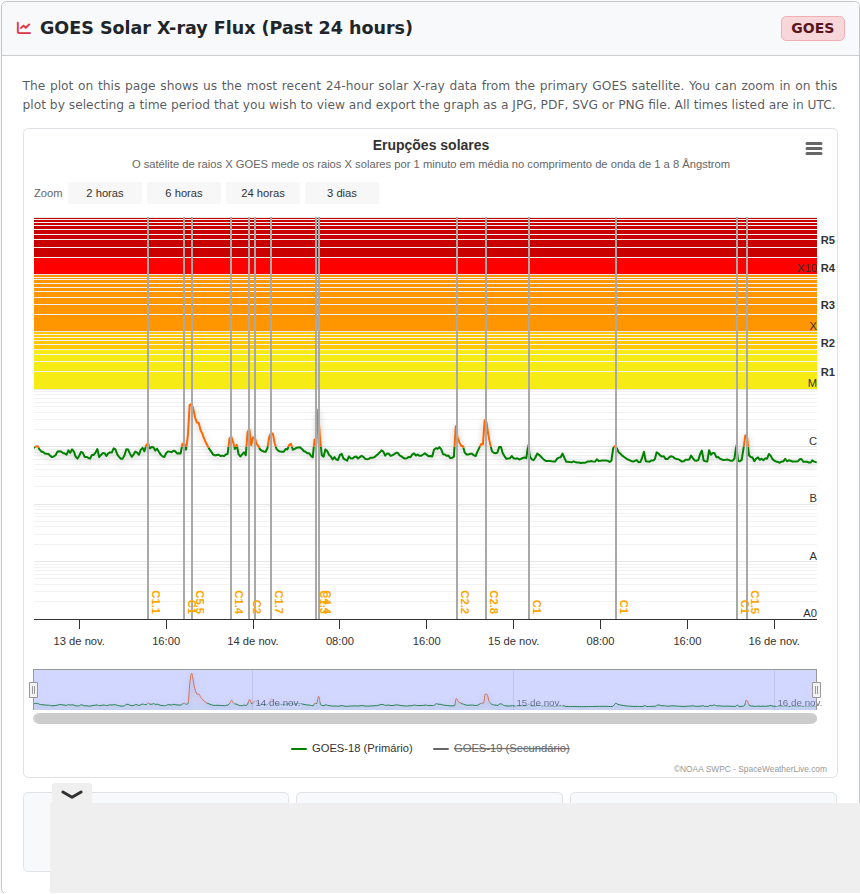 GOES Solar X-ray Flux (Past 24 hours)
GOES
The plot on this page shows us the most recent 24-hour solar X-ray data from the primary GOES satellite. You can zoom in on this
plot by selecting a time period that you wish to view and export the graph as a JPG, PDF, SVG or PNG file. All times listed are in UTC.
Erupções solares
O satélite de raios X GOES mede os raios X solares por 1 minuto em média no comprimento de onda de 1 a 8 Ångstrom
Zoom 2 horas 6 horas 24 horas 3 dias
R5
X10 R4
R3
X
R2
R1
M
C
B
A
A0
C1.1 C1 C5.5 C1.4 C2 C1.7 C2.2 C2.8 C1 C1 C1 C1.5
13 de nov. 16:00 14 de nov. 08:00 16:00 15 de nov. 08:00 16:00 16 de nov.
14 de nov. 15 de nov. 16 de nov.
GOES-18 (Primário) GOES-19 (Secundário)
©NOAA SWPC - SpaceWeatherLive.com